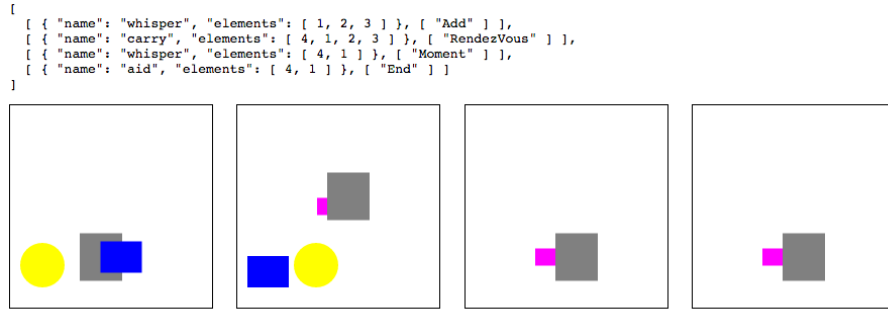 [
[ { "name": "whisper", "elements": [ 1, 2, 3 ] }, [ "Add" ] ],
[ { "name": "carry", "elements": [ 4, 1, 2, 3 ] }, [ "RendezVous" ] ],
[ { "name": "whisper", "elements": [ 4, 1 ] }, [ "Moment" ] ],
[ { "name": "aid", "elements": [ 4, 1 ] }, [ "End" ] ]
]